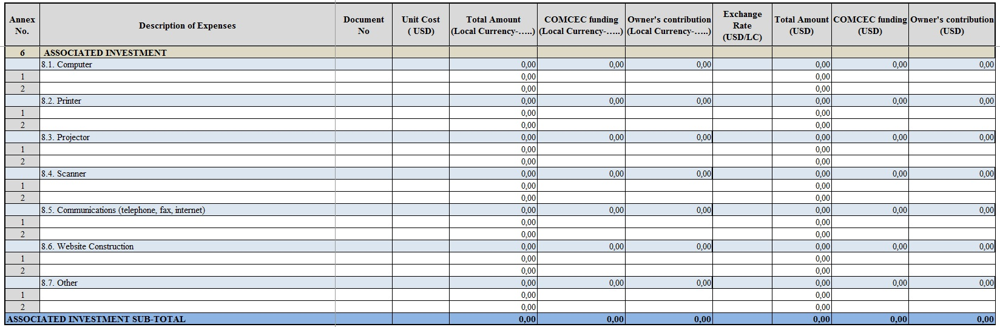 Annex No. Description of Expenses Document No Unit Cost ( USD) Total Amount (Local Currency-…..) COMCEC funding (Local Currency-…..) Owner's contribution (Local Currency-…..) Exchange Rate (USD/LC) Total Amount (USD) COMCEC funding (USD) Owner's contribution (USD)
6 ASSOCIATED INVESTMENT
8.1. Computer 0,00 0,00 0,00 0,00 0,00 0,00
1 0,00 0,00
2 0,00 0,00
8.2. Printer 0,00 0,00 0,00 0,00 0,00 0,00
1 0,00 0,00
2 0,00 0,00
8.3. Projector 0,00 0,00 0,00 0,00 0,00 0,00
1 0,00 0,00
2 0,00 0,00
8.4. Scanner 0,00 0,00 0,00 0,00 0,00 0,00
1 0,00 0,00
2 0,00 0,00
8.5. Communications (telephone, fax, internet) 0,00 0,00 0,00 0,00 0,00 0,00
1 0,00 0,00
2 0,00 0,00
8.6. Website Construction 0,00 0,00 0,00 0,00 0,00 0,00
1 0,00 0,00
2 0,00 0,00
8.7. Other 0,00 0,00 0,00 0,00 0,00 0,00
1 0,00 0,00
2 0,00 0,00
ASSOCIATED INVESTMENT SUB-TOTAL 0,00 0,00 0,00 0,00 0,00 0,00